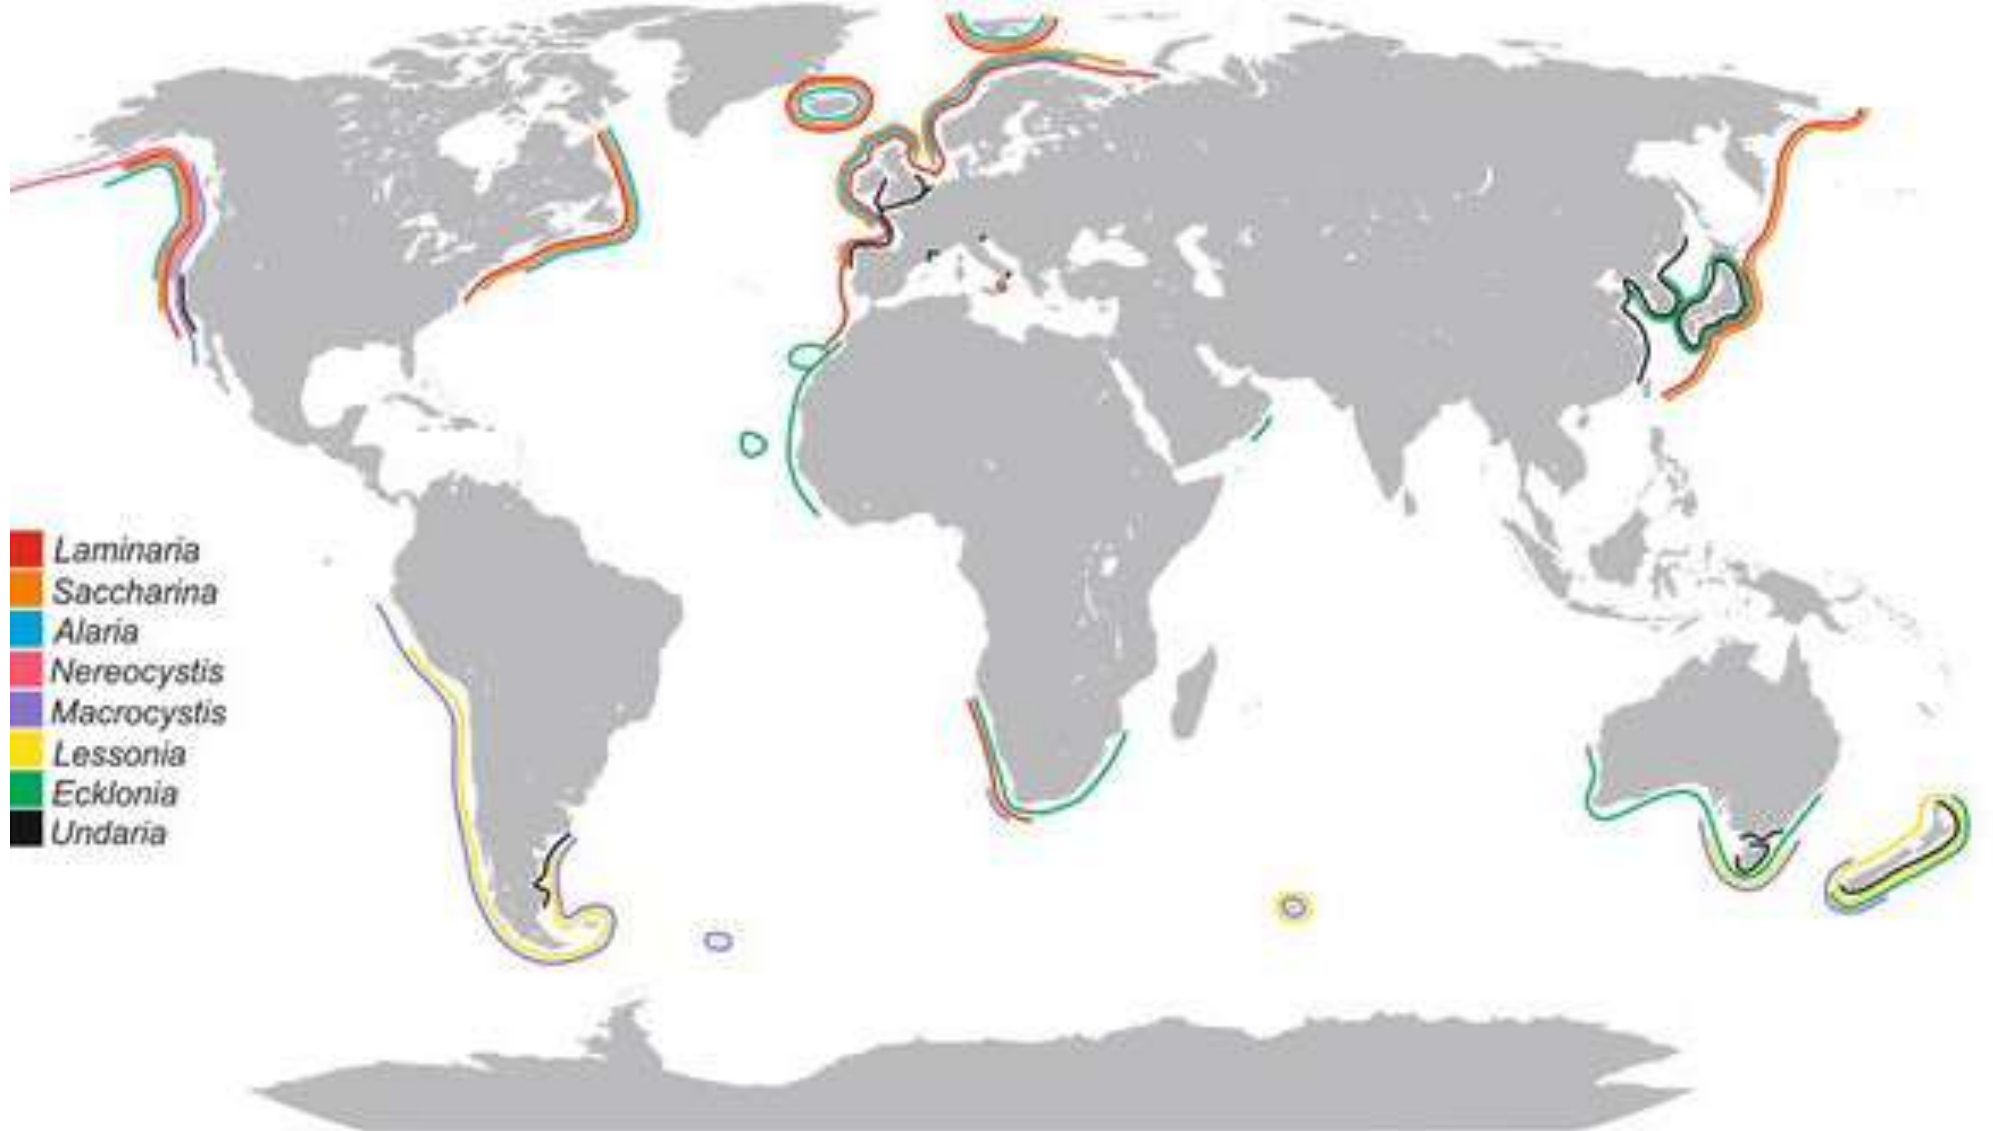 Laminaria
Saccharina
Alaria
Nereocystis
Macrocystis
Lessonia
Ecklonia
Undaria